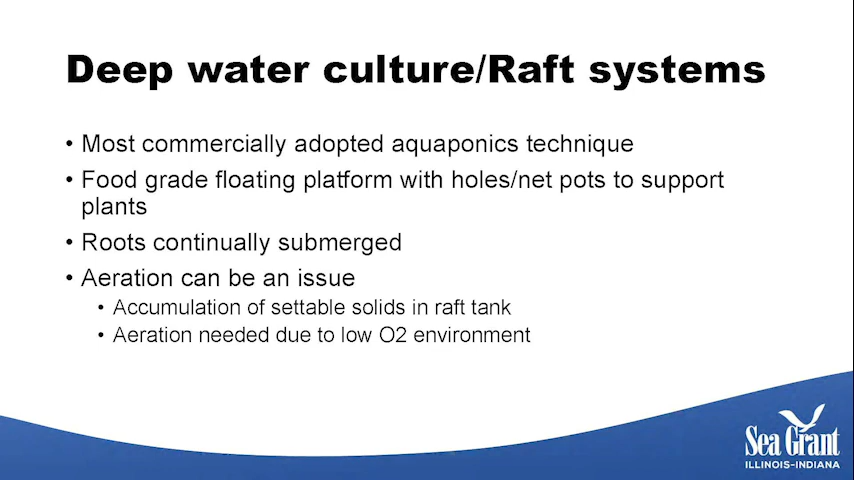 Deep water culture/Raft systems
• Most commercially adopted aquaponics technique
• Food grade floating platform with holes/net pots to support
plants
• Roots continually submerged
• Aeration can be an issue
• Accumulation of settable solids in raft tank
• Aeration needed due to low O2 environment
Sea Grant
ILLINOIS-INDIANA